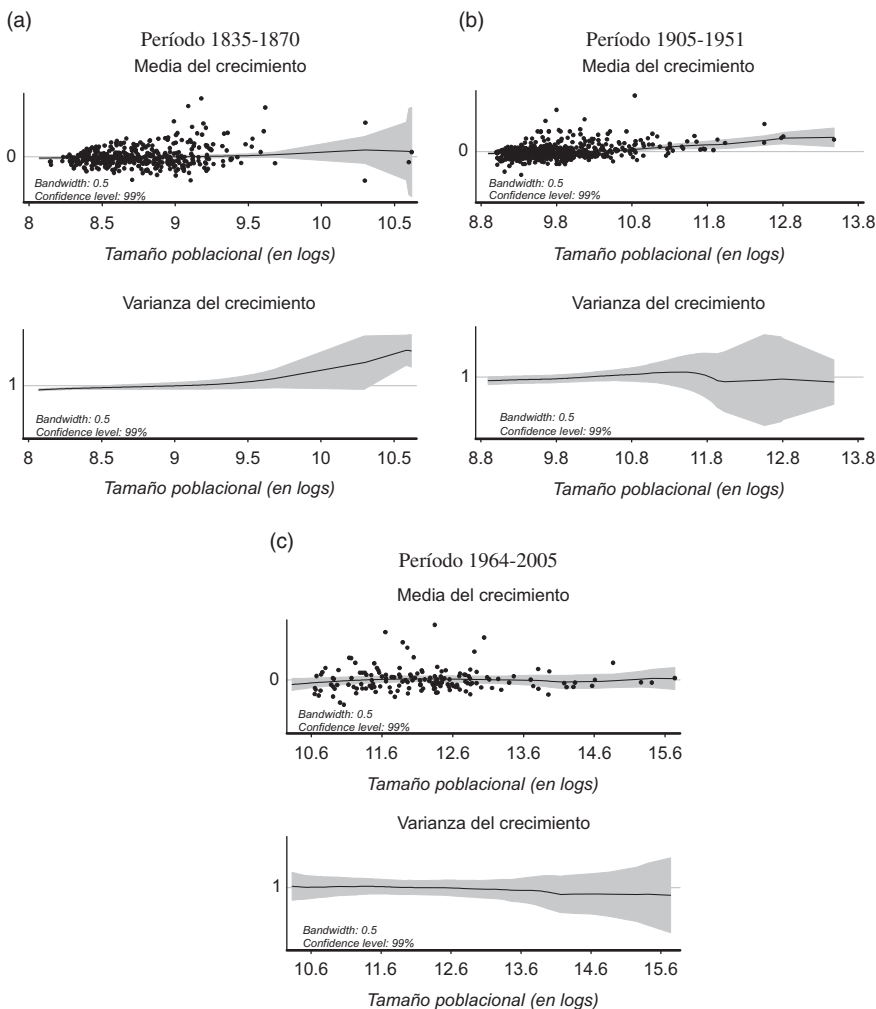 (a)
Período 1835-1870
Media del crecimiento
0
Bandwidth: 0.5
Confidence level: 99%
8 8.5 9 9.5 10 10.5
Tamaño poblacional (en logs)
Varianza del crecimiento
1
Bandwidth: 0.5
Confidence level: 99%
8 8.5 9 9.5 10 10.5
Tamaño poblacional (en logs)
(b)
Período 1905-1951
Media del crecimiento
0
Bandwidth: 0.5
Confidence level: 99%
8.8 9.8 10.8 11.8 12.8 13.8
Tamaño poblacional (en logs)
Varianza del crecimiento
1
Bandwidth: 0.5
Confidence level: 99%
8.8 9.8 10.8 11.8 12.8 13.8
Tamaño poblacional (en logs)
(c)
Período 1964-2005
Media del crecimiento
0
Bandwidth: 0.5
Confidence level: 99%
10.6 11.6 12.6 13.6 14.6 15.6
Tamaño poblacional (en logs)
Varianza del crecimiento
1
Bandwidth: 0.5
Confidence level: 99%
10.6 11.6 12.6 13.6 14.6 15.6
Tamaño poblacional (en logs)